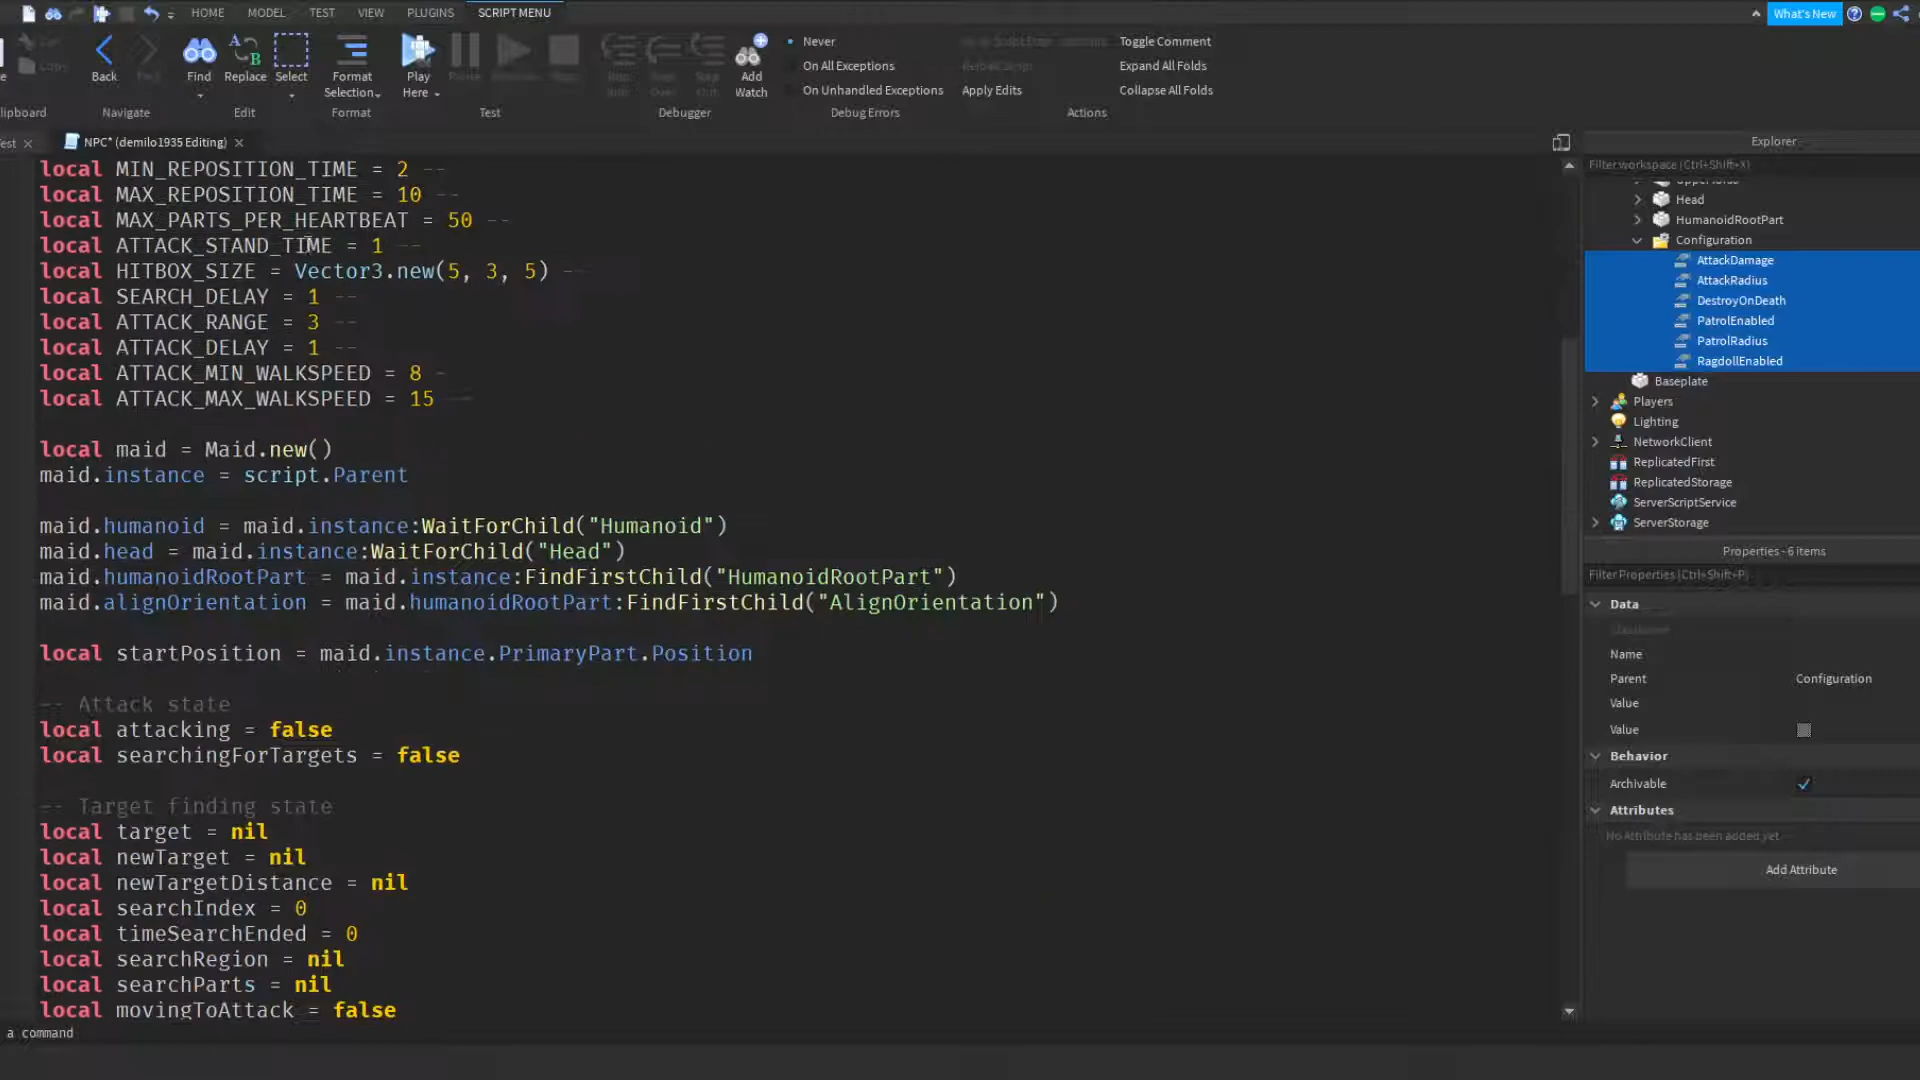 HOME MODEL TEST VIEW PLUGINS SCRIPT MENU
What's New
Back
Find
Replace
Select
Format
Selection
Play
Here
Add
Watch
Never
On All Exceptions
On Unhandled Exceptions
Apply Edits
Toggle Comment
Expand All Folds
Collapse All Folds
Navigate
Edit
Format
Test
Debugger
Debug Errors
Actions
NPC* (demilo1935 Editing)
local MIN_REPOSITION_TIME = 2 --
local MAX_REPOSITION_TIME = 10 --
local MAX_PARTS_PER_HEARTBEAT = 50 --
local ATTACK_STAND_TIME = 1 --
local HITBOX_SIZE = Vector3.new(5, 3, 5) --
local SEARCH_DELAY = 1 --
local ATTACK_RANGE = 3 --
local ATTACK_DELAY = 1 --
local ATTACK_MIN_WALKSPEED = 8 -
local ATTACK_MAX_WALKSPEED = 15 --
local maid = Maid.new()
maid.instance = script.Parent
maid.humanoid = maid.instance:WaitForChild("Humanoid")
maid.head = maid.instance:WaitForChild("Head")
maid.humanoidRootPart = maid.instance:FindFirstChild("HumanoidRootPart")
maid.alignOrientation = maid.humanoidRootPart:FindFirstChild("AlignOrientation")
local startPosition = maid.instance.PrimaryPart.Position
-- Attack state
local attacking = false
local searchingForTargets = false
-- Target finding state
local target = nil
local newTarget = nil
local newTargetDistance = nil
local searchIndex = 0
local timeSearchEnded = 0
local searchRegion = nil
local searchParts = nil
local movingToAttack = false
a command
Explorer
Filter workspace (Ctrl+Shift+X)
Head
HumanoidRootPart
Configuration
AttackDamage
AttackRadius
DestroyOnDeath
PatrolEnabled
PatrolRadius
RagdollEnabled
Baseplate
Players
Lighting
NetworkClient
ReplicatedFirst
ReplicatedStorage
ServerScriptService
ServerStorage
Properties - 6 items
Filter Properties (Ctrl+Shift+P)
Data
Name
Parent Configuration
Value
Value
Behavior
Archivable
Attributes
No Attribute has been added yet
Add Attribute